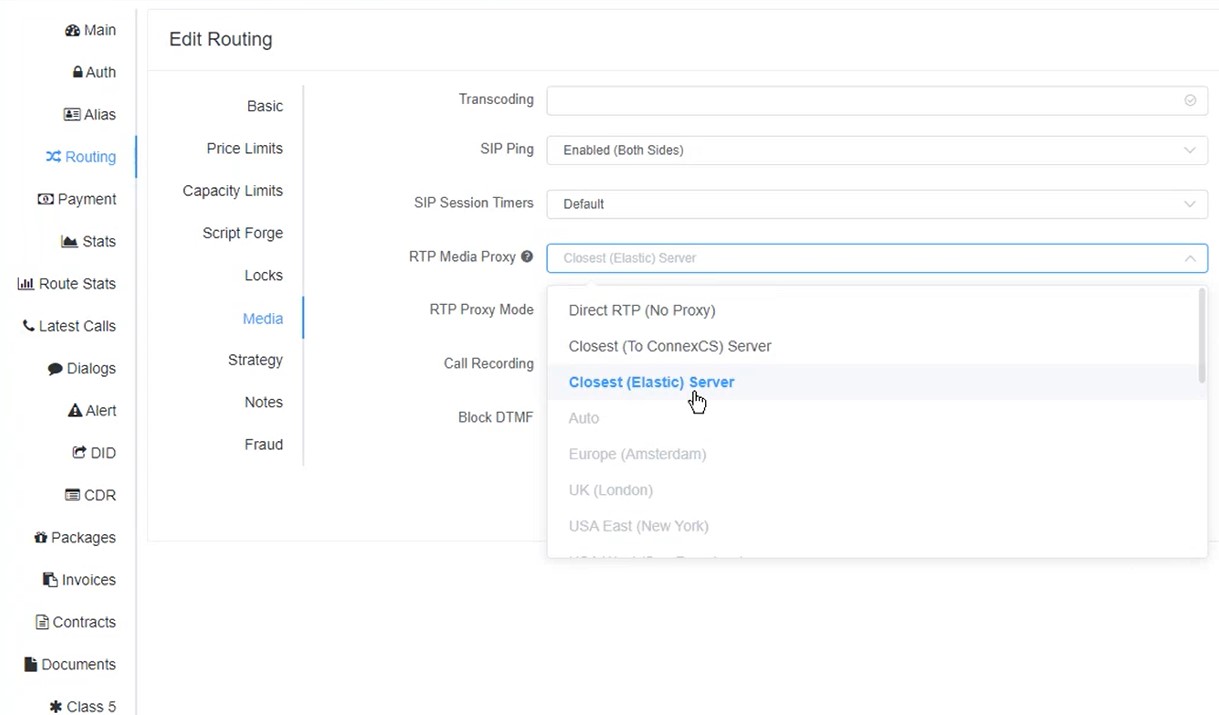 Main
Auth
Alias
Routing
Payment
Stats
Route Stats
Latest Calls
Dialogs
Alert
DID
CDR
Packages
Invoices
Contracts
Documents
Class 5
Edit Routing
Basic
Price Limits
Capacity Limits
Script Forge
Locks
Media
Strategy
Notes
Fraud
Transcoding
SIP Ping
Enabled (Both Sides)
SIP Session Timers
Default
RTP Media Proxy
Closest (Elastic) Server
RTP Proxy Mode
Call Recording
Block DTMF
Direct RTP (No Proxy)
Closest (To ConnexCS) Server
Closest (Elastic) Server
Auto
Europe (Amsterdam)
UK (London)
USA East (New York)